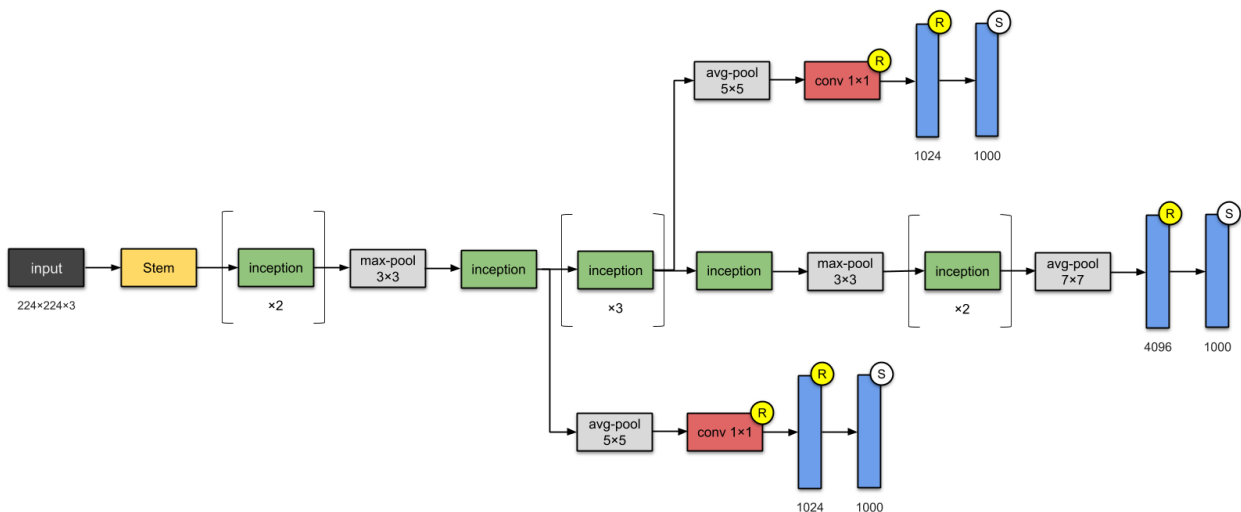 avg-pool
5×5
conv 1×1
R
R
S
1024
1000
input
224×224×3
Stem
inception
×2
max-pool
3×3
inception
inception
×3
inception
max-pool
3×3
inception
×2
avg-pool
7×7
R
S
4096
1000
avg-pool
5×5
conv 1×1
R
R
S
1024
1000